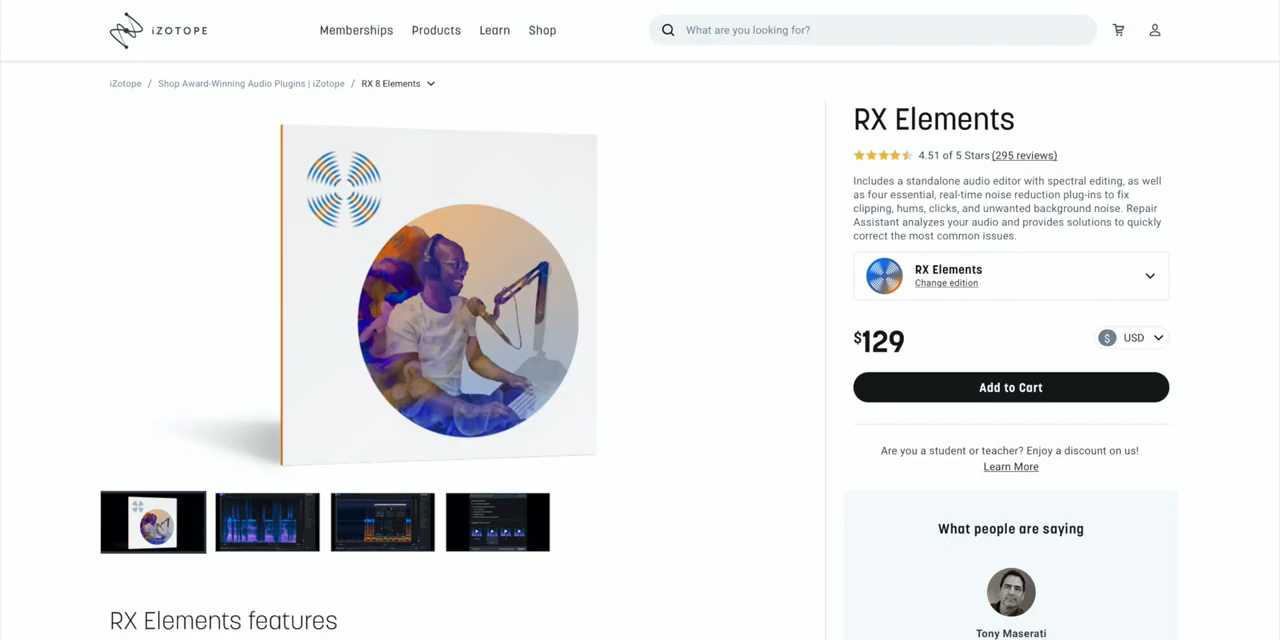 iZOTOPE
Memberships Products Learn Shop
What are you looking for?
iZotope / Shop Award-Winning Audio Plugins | iZotope / RX 8 Elements
RX Elements
4.51 of 5 Stars (295 reviews)
Includes a standalone audio editor with spectral editing, as well
as four essential, real-time noise reduction plug-ins to fix
clipping, hums, clicks, and unwanted background noise. Repair
Assistant analyzes your audio and provides solutions to quickly
correct the most common issues.
RX Elements
Change edition
$129
$ USD
Add to Cart
Are you a student or teacher? Enjoy a discount on us!
Learn More
What people are saying
Tony Maserati
RX Elements features